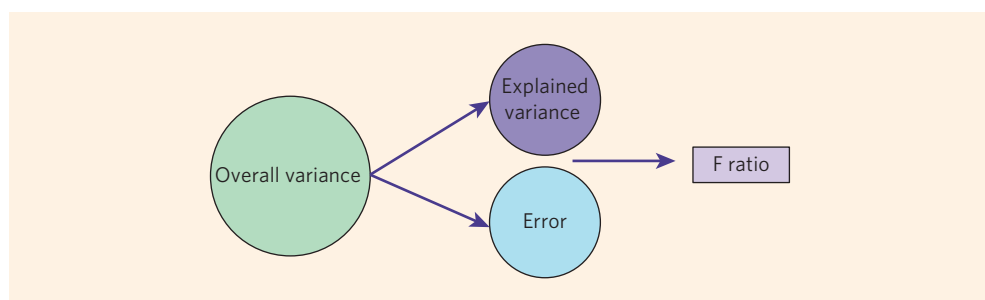 Overall variance
Explained
variance
Error
F ratio